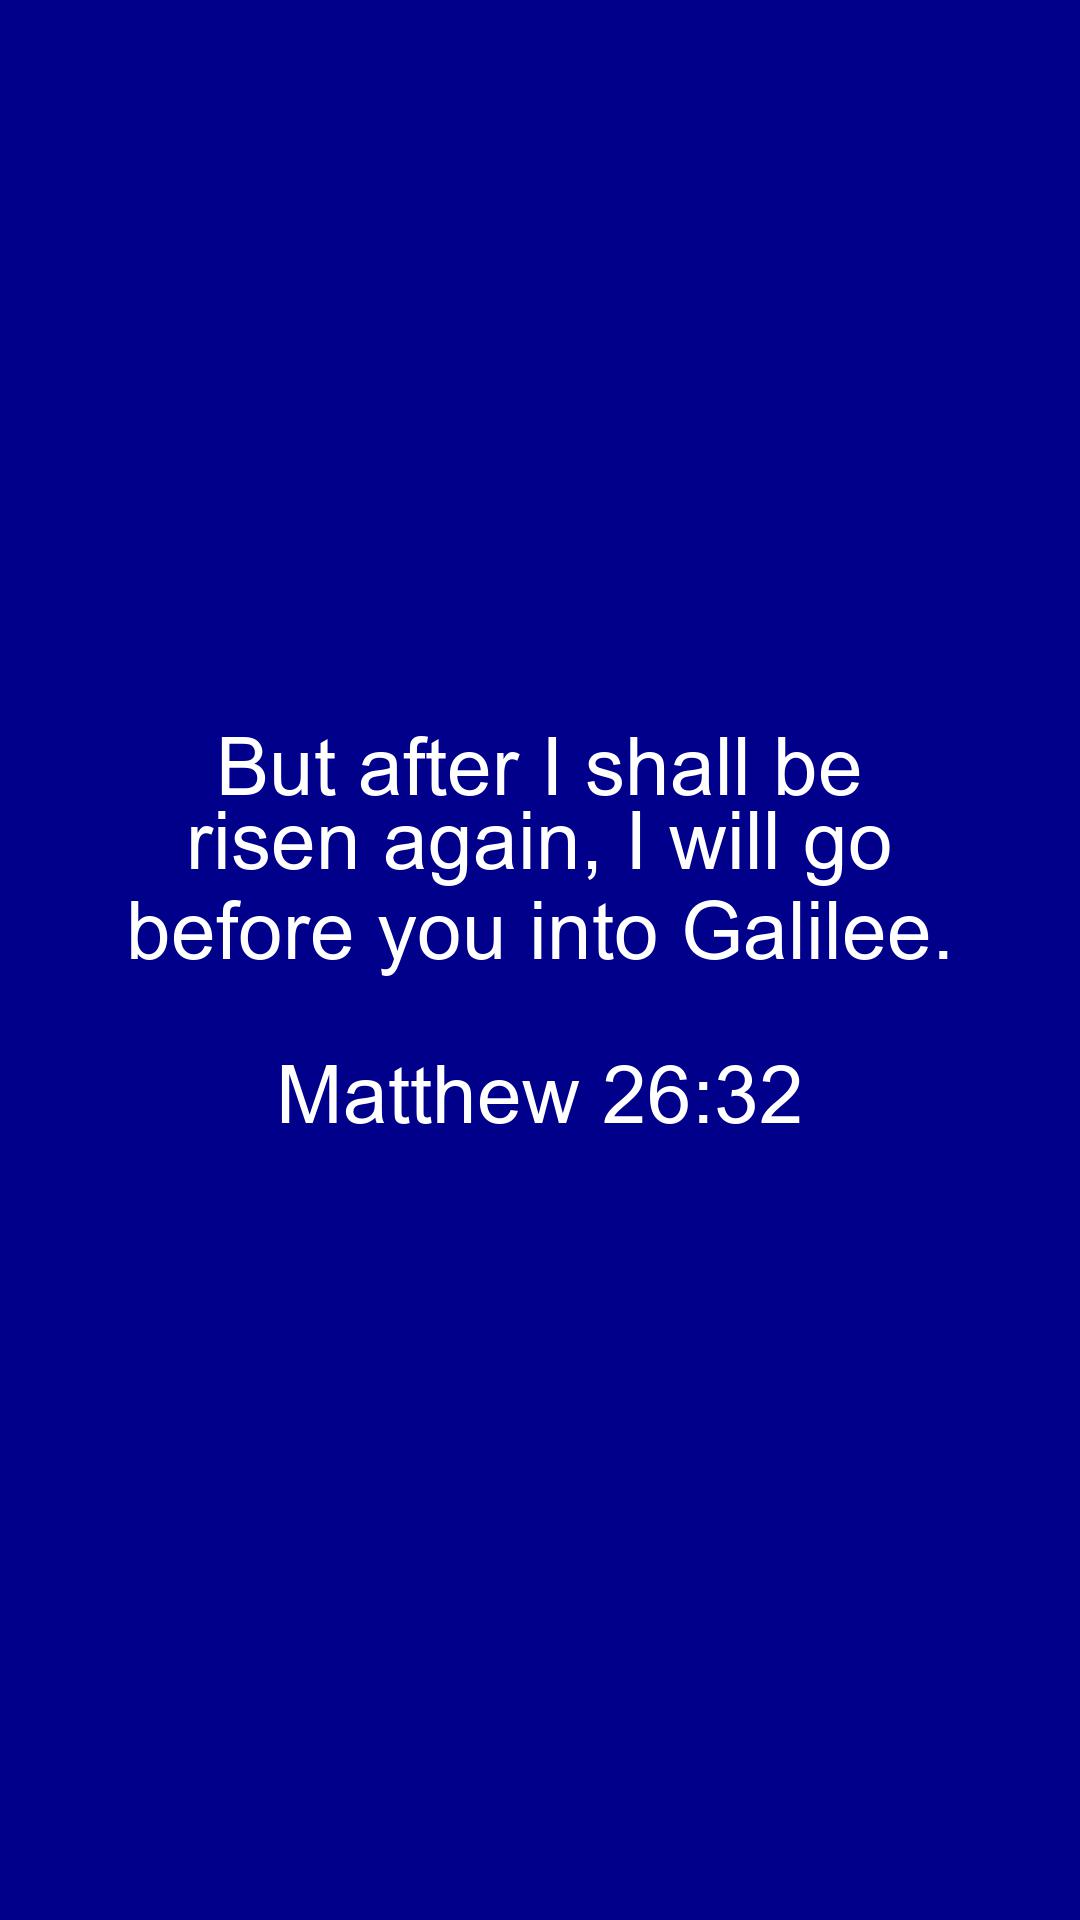 But after I shall be
risen again, I will go
before you into Galilee.
Matthew 26:32